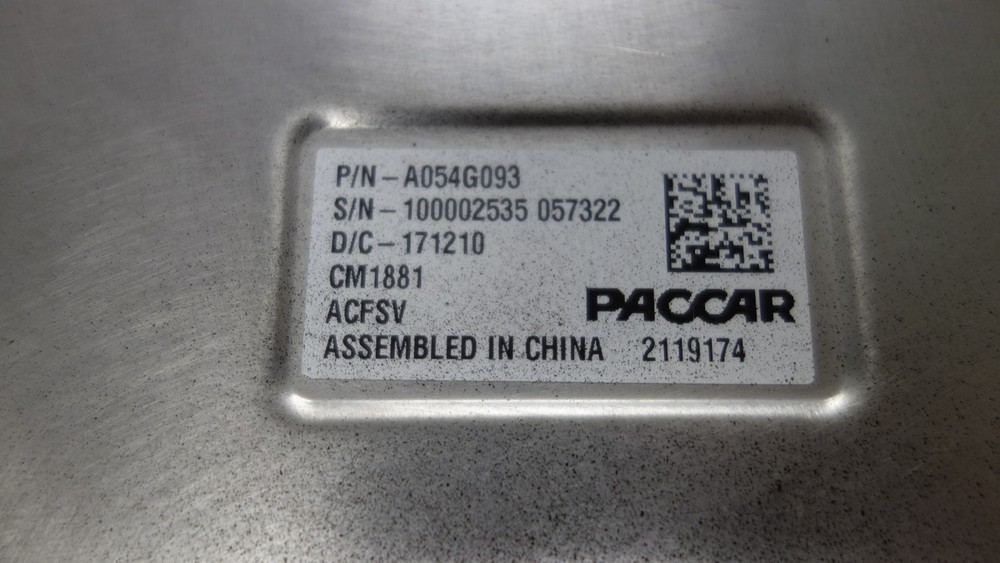 P/N – A054G093
S/N – 100002535 057322
D/C – 171210
CM1881
ACFSV
PACCAR
ASSEMBLED IN CHINA 2119174